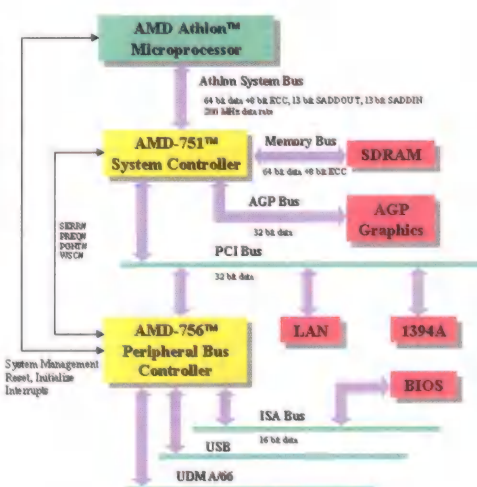 AMD Athlon™
Microprocessor
Athlon System Bus
64 bit data +8 bit ECC, 13 bit SADDOUT, 13 bit SADDIN
200 MHz data rate
AMD-751™
System Controller
Memory Bus
64 bit data +8 bit ECC
SDRAM
AGP Bus
32 bit data
AGP
Graphics
SERR#
PREQ#
PGNT#
WSC#
PCI Bus
32 bit data
AMD-756™
Peripheral Bus
Controller
LAN
1394A
System Management
Reset, Initialize
Interrupts
BIOS
ISA Bus
16 bit data
USB
UDMA/66